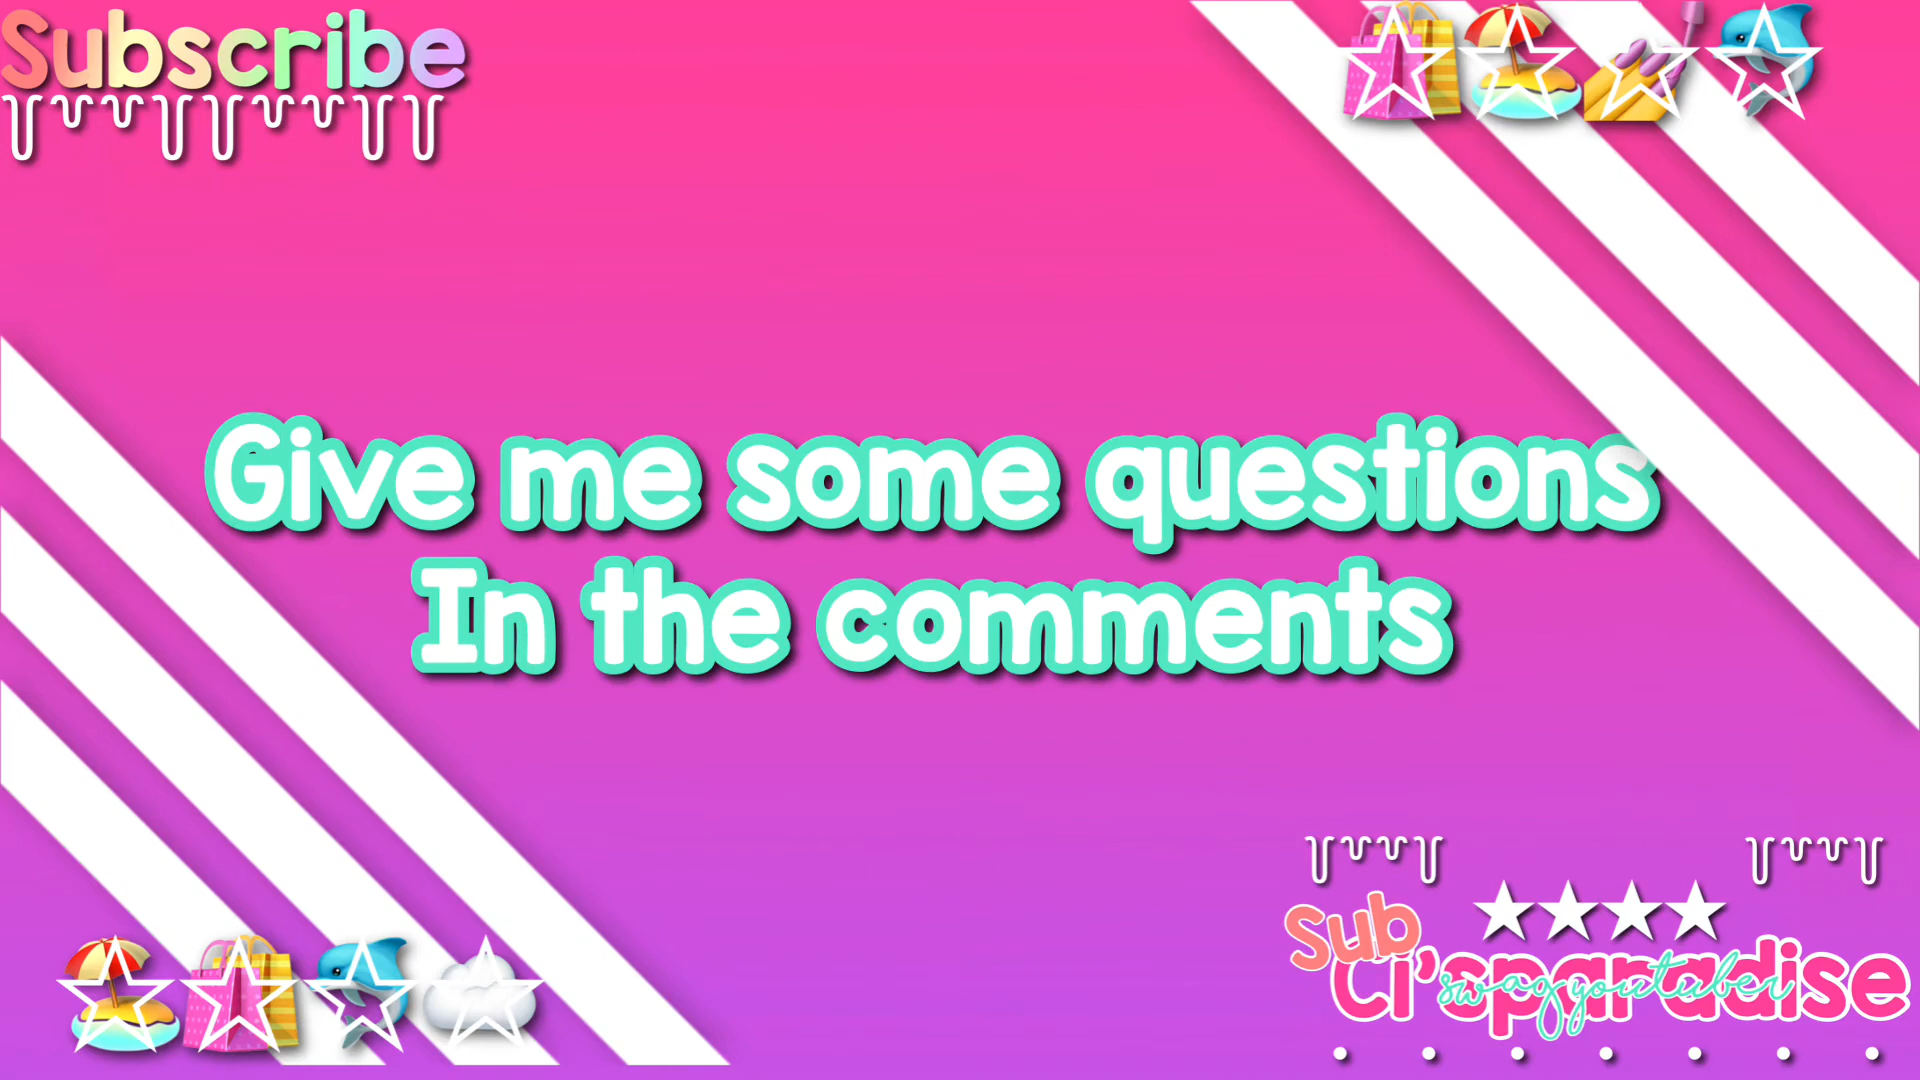 Subscribe
Give me some questions
In the comments
Sub
Ci'sparadise
swagyoutuber